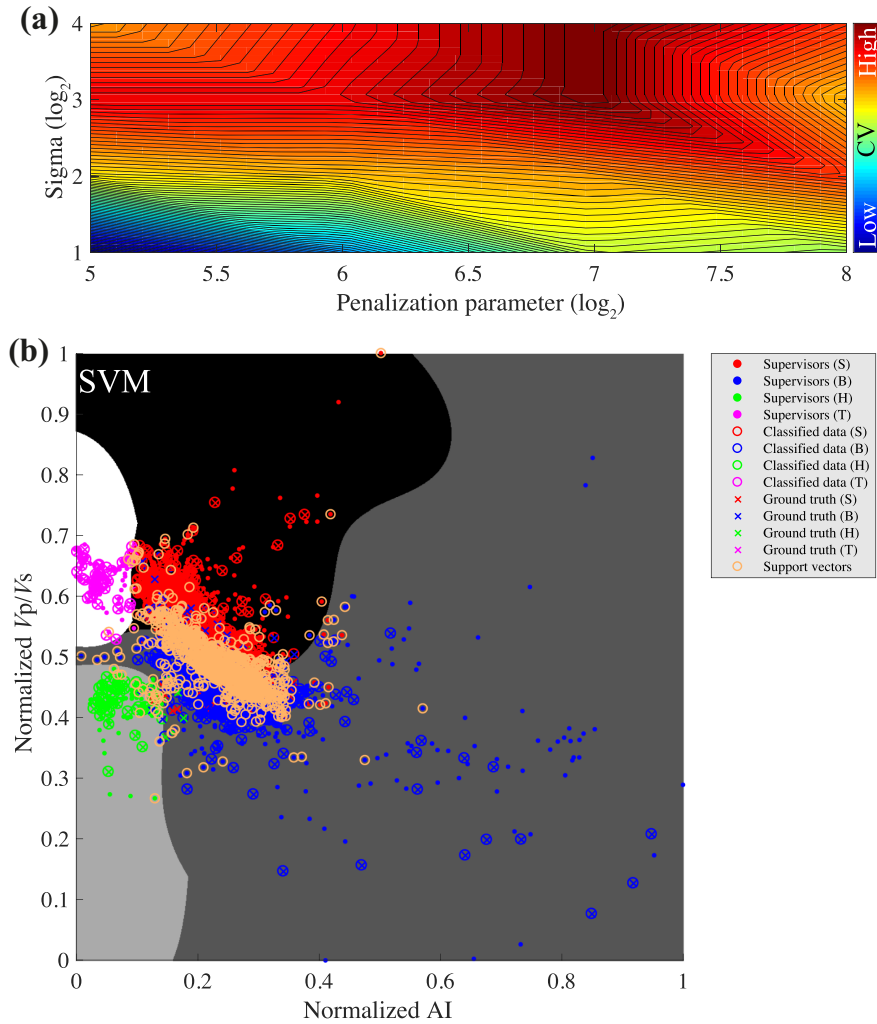 (a)
4
3
2
1
Sigma (log2)
5
5.5
6
6.5
7
7.5
8
Penalization parameter (log2)
High
CV
Low
(b)
SVM
1
0.9
0.8
0.7
0.6
0.5
0.4
0.3
0.2
0.1
0
Normalized Vp/Vs
0
0.2
0.4
0.6
0.8
1
Normalized AI
Supervisors (S)
Supervisors (B)
Supervisors (H)
Supervisors (T)
Classified data (S)
Classified data (B)
Classified data (H)
Classified data (T)
Ground truth (S)
Ground truth (B)
Ground truth (H)
Ground truth (T)
Support vectors